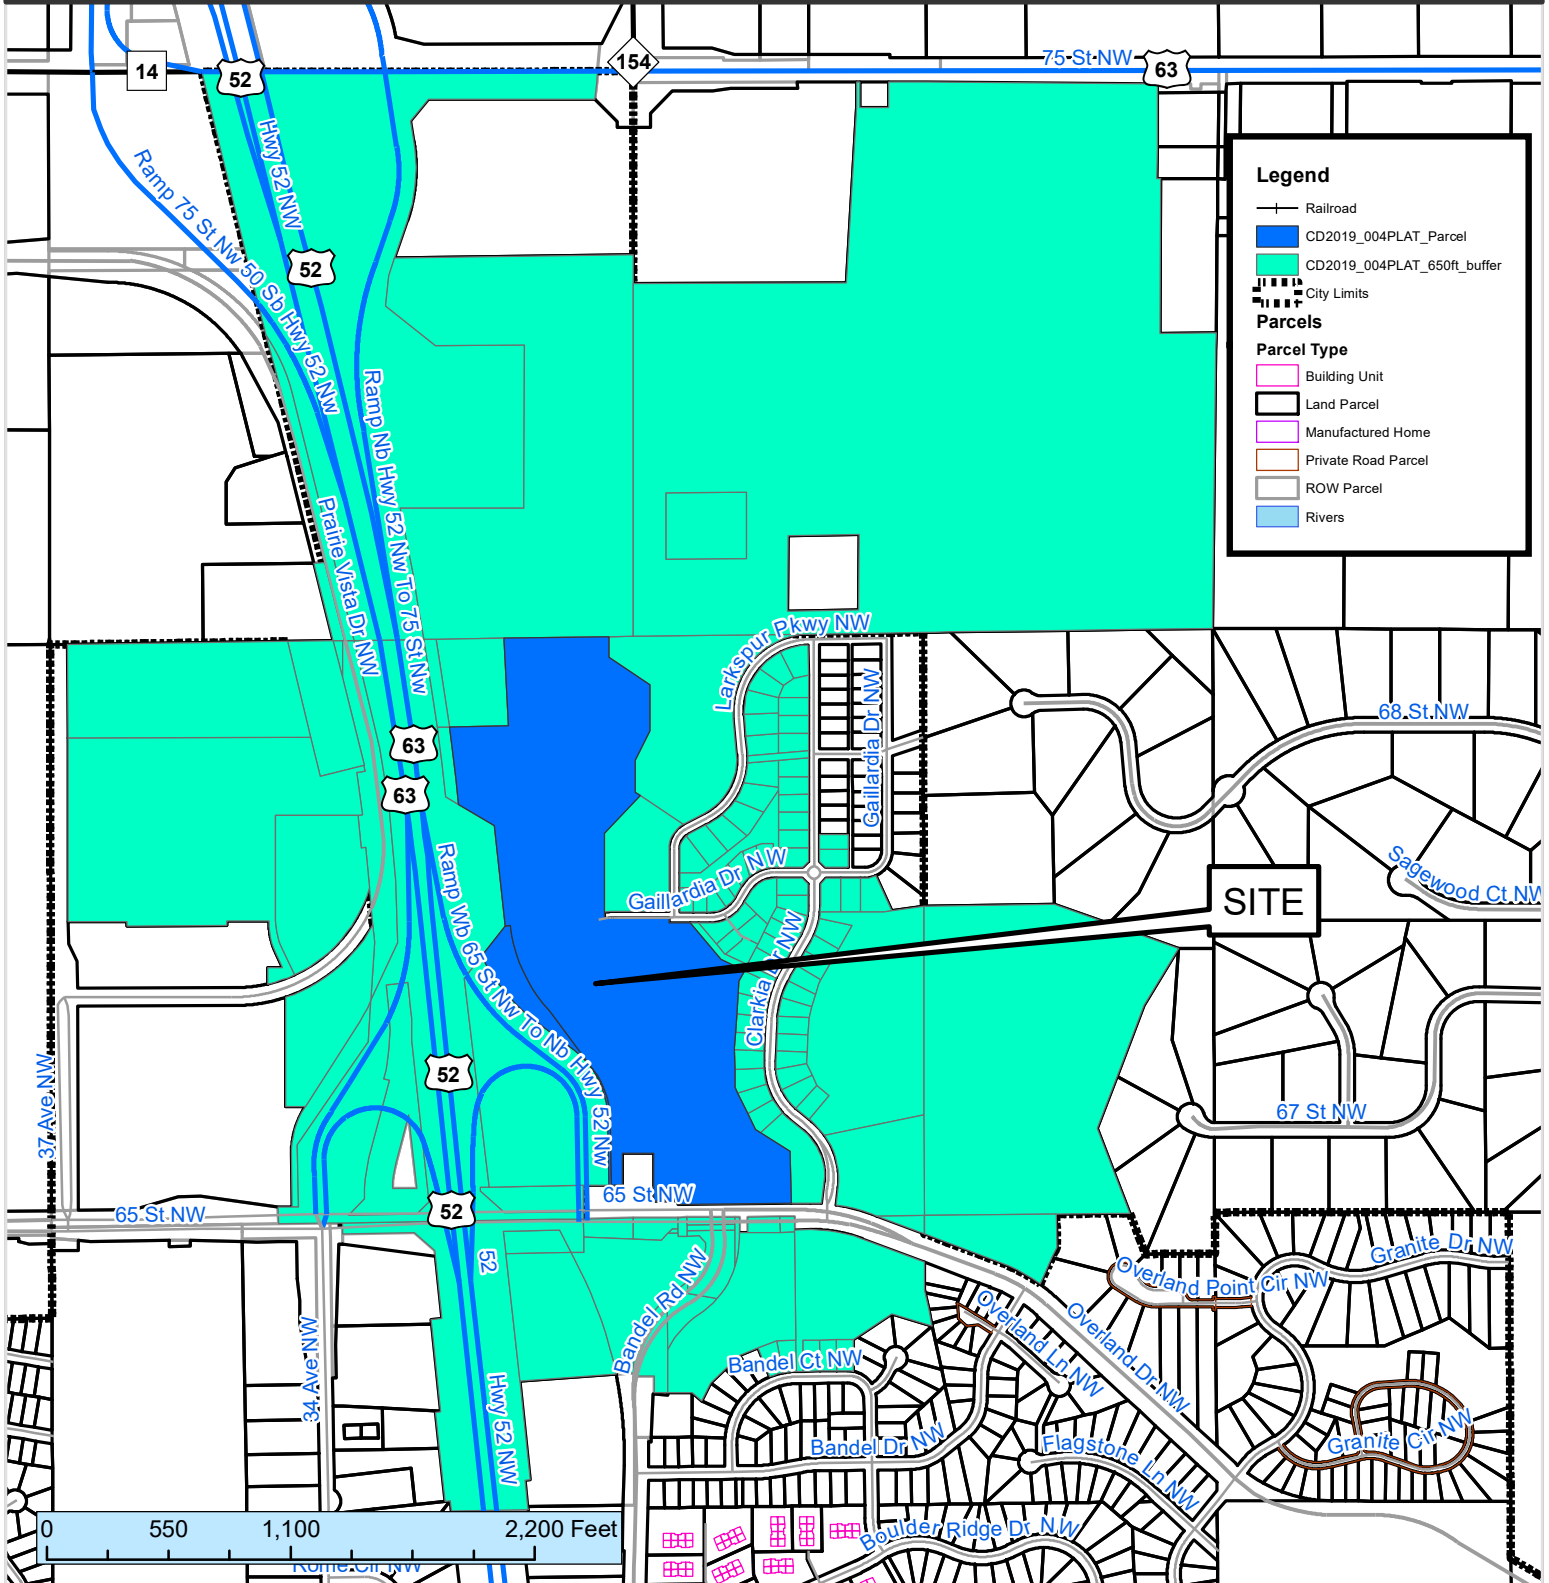 14
52
154
75 St NW
63
Hwy 52 NW
Ramp 75 St Nw 50 Sb Hwy 52 Nw
52
Legend
Railroad
CD2019_004PLAT_Parcel
CD2019_004PLAT_650ft_buffer
City Limits
Parcels
Parcel Type
Building Unit
Land Parcel
Manufactured Home
Private Road Parcel
ROW Parcel
Rivers
Ramp Nb Hwy 52 Nw To 75 St Nw
Prairie Vista Dr NW
Larkspur Pkwy NW
Gaillardia Dr NW
68 St NW
63
63
Ramp Wb 65 St Nw To Nb Hwy 52 Nw
Gaillardia Dr NW
Sagewood Ct NW
SITE
Clarkia Dr NW
52
37 Ave NW
67 St NW
65 St NW
52
65 St NW
52
Bandel Rd NW
Granite Dr NW
Overland Point Cir NW
Overland Ln NW
Overland Dr NW
34 Ave NW
Hwy 52 NW
Bandel Ct NW
Bandel Dr NW
Flagstone Ln NW
Granite Cir NW
Boulder Ridge Dr NW
0 550 1,100 2,200 Feet
Rome Cir NW